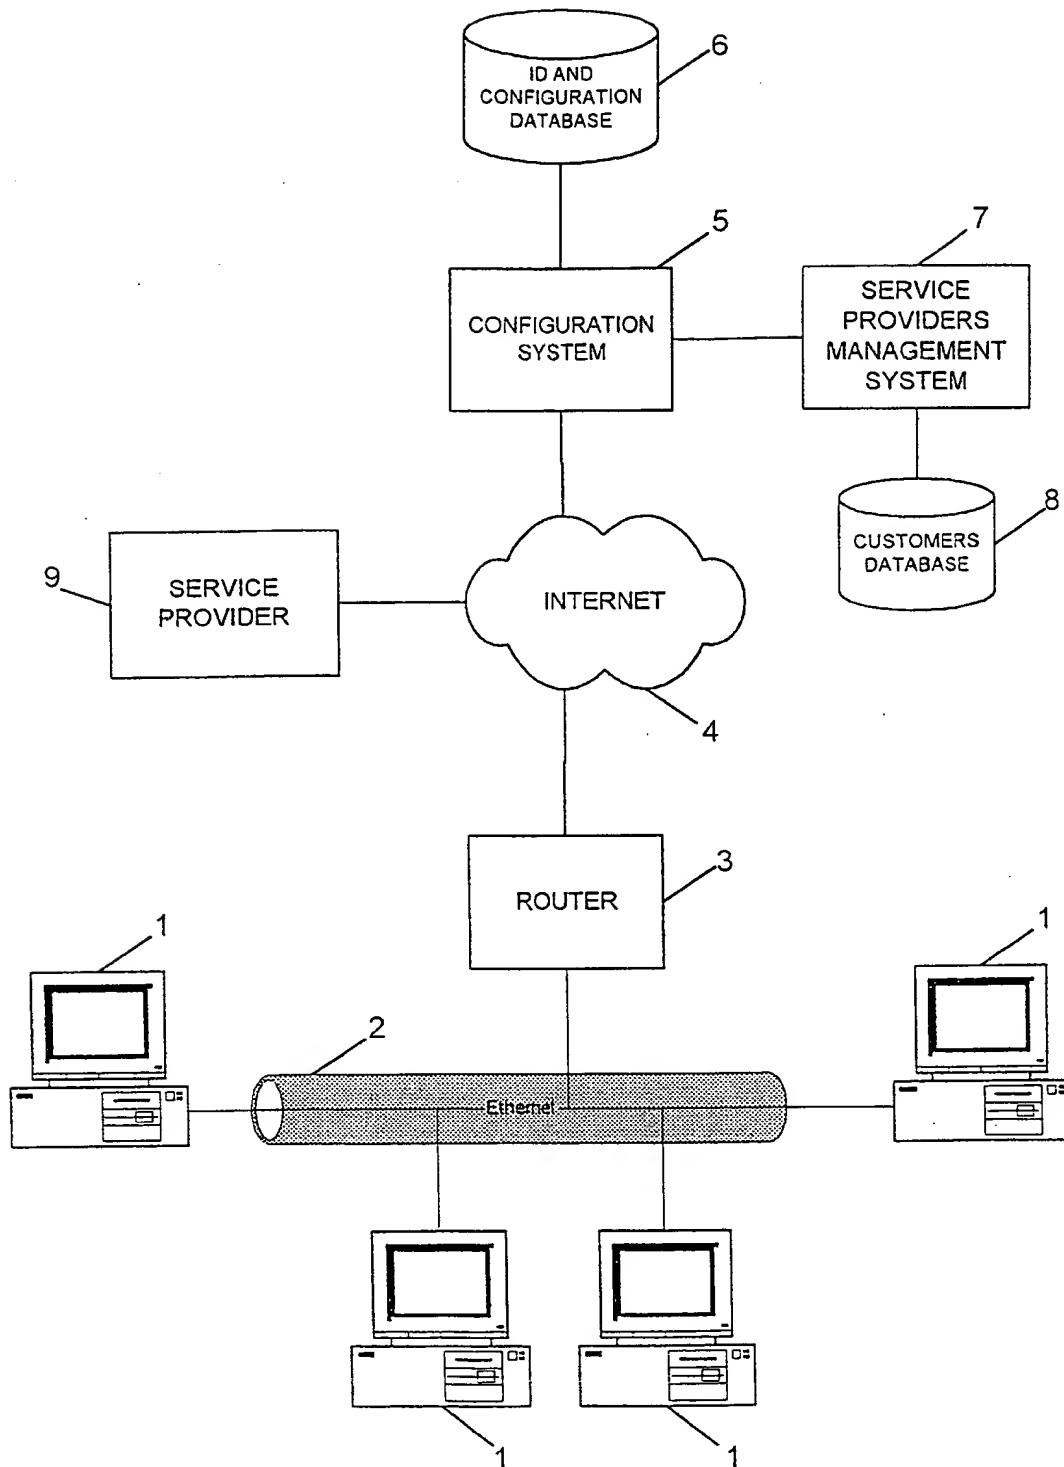 6
ID AND
CONFIGURATION
DATABASE
5
7
CONFIGURATION
SYSTEM
SERVICE
PROVIDERS
MANAGEMENT
SYSTEM
8
CUSTOMERS
DATABASE
9
SERVICE
PROVIDER
INTERNET
4
3
ROUTER
1
1
2
Ethernet
1
1